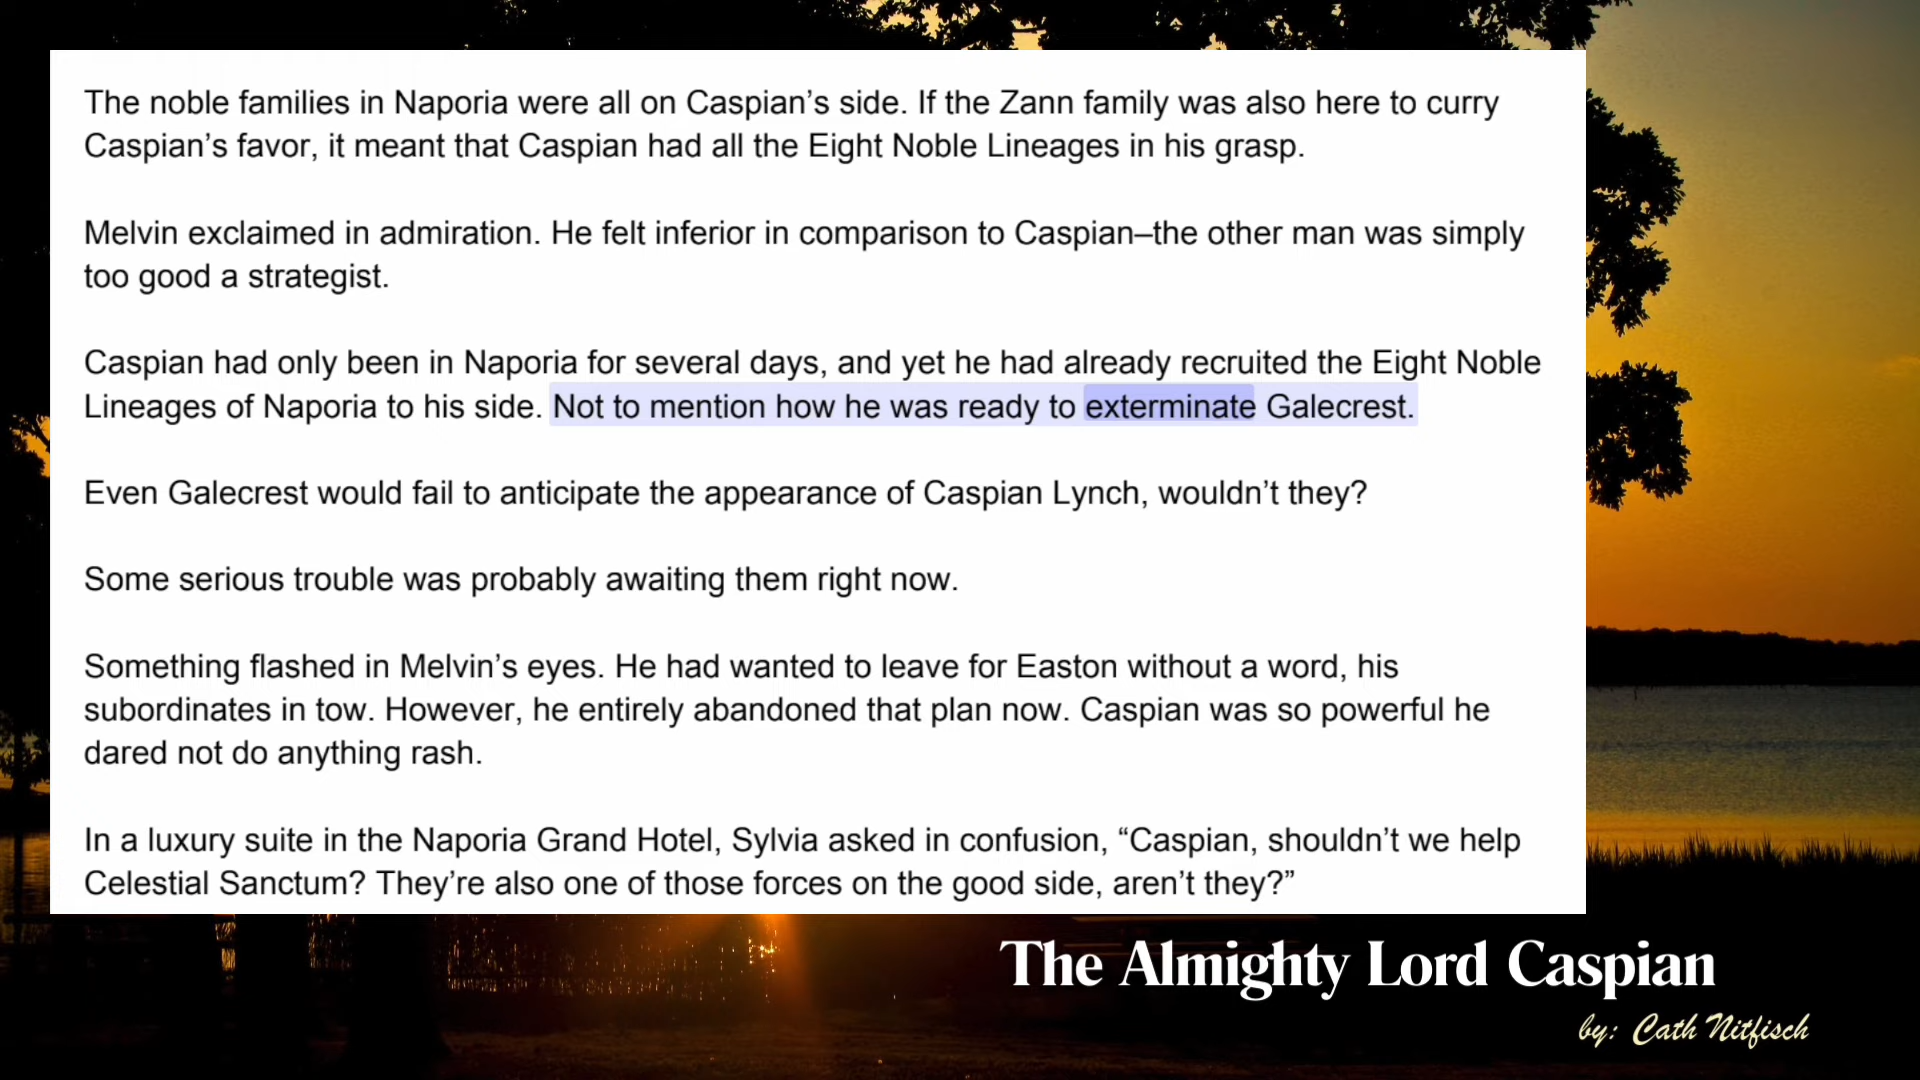 The noble families in Naporia were all on Caspian’s side. If the Zann family was also here to curry
Caspian’s favor, it meant that Caspian had all the Eight Noble Lineages in his grasp.
Melvin exclaimed in admiration. He felt inferior in comparison to Caspian–the other man was simply
too good a strategist.
Caspian had only been in Naporia for several days, and yet he had already recruited the Eight Noble
Lineages of Naporia to his side. Not to mention how he was ready to exterminate Galecrest.
Even Galecrest would fail to anticipate the appearance of Caspian Lynch, wouldn’t they?
Some serious trouble was probably awaiting them right now.
Something flashed in Melvin’s eyes. He had wanted to leave for Easton without a word, his
subordinates in tow. However, he entirely abandoned that plan now. Caspian was so powerful he
dared not do anything rash.
In a luxury suite in the Naporia Grand Hotel, Sylvia asked in confusion, “Caspian, shouldn’t we help
Celestial Sanctum? They’re also one of those forces on the good side, aren’t they?”
The Almighty Lord Caspian
by: Cath Nitfisch